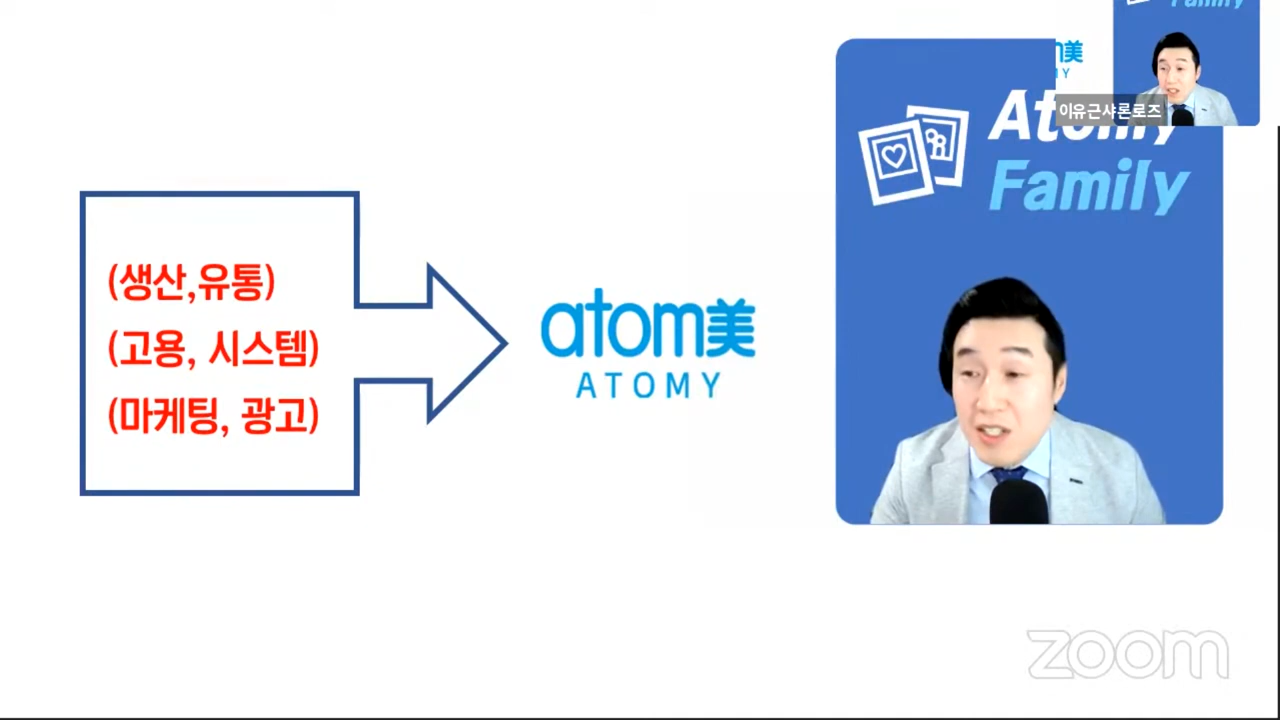 (생산,유통)
(고용, 시스템)
(마케팅, 광고)
atom美
ATOMY
Atomy
Family
Family
이유근샤론로즈
zoom